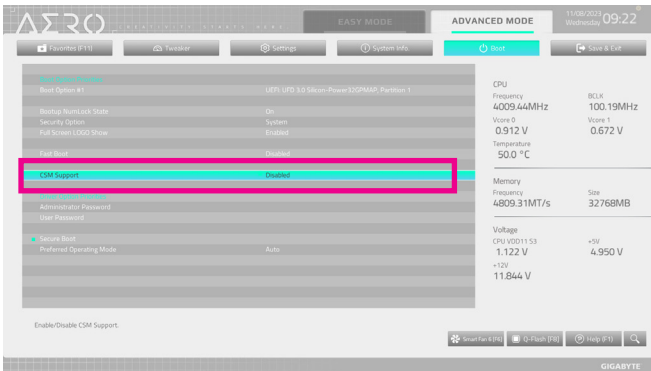 AERO
EASY MODE
ADVANCED MODE
11/08/2023
Wednesday 09:22
Favorites (F11)
Tweaker
Settings
System Info.
Boot
Save & Exit
Boot Option #1 UEFI: UFD 3.0 Silicon-Power32GPMAP, Partition 1
Bootup NumLock State On
Security Option System
Full Screen LOGO Show Enabled
Fast Boot Disabled
CSM Support Disabled
Administrator Password
User Password
Secure Boot
Preferred Operating Mode Auto
CPU
Frequency BCLK
4009.44MHz 100.19MHz
Vcore 0 Vcore 1
0.912 V 0.672 V
Temperature
50.0 °C
Memory
Frequency Size
4809.31MT/s 32768MB
Voltage
CPU VDD11 S3 +5V
1.122 V 4.950 V
+12V
11.844 V
Enable/Disable CSM Support.
Smart Fan 6 [F6] Q-Flash [F8] Help (F1)
GIGABYTE